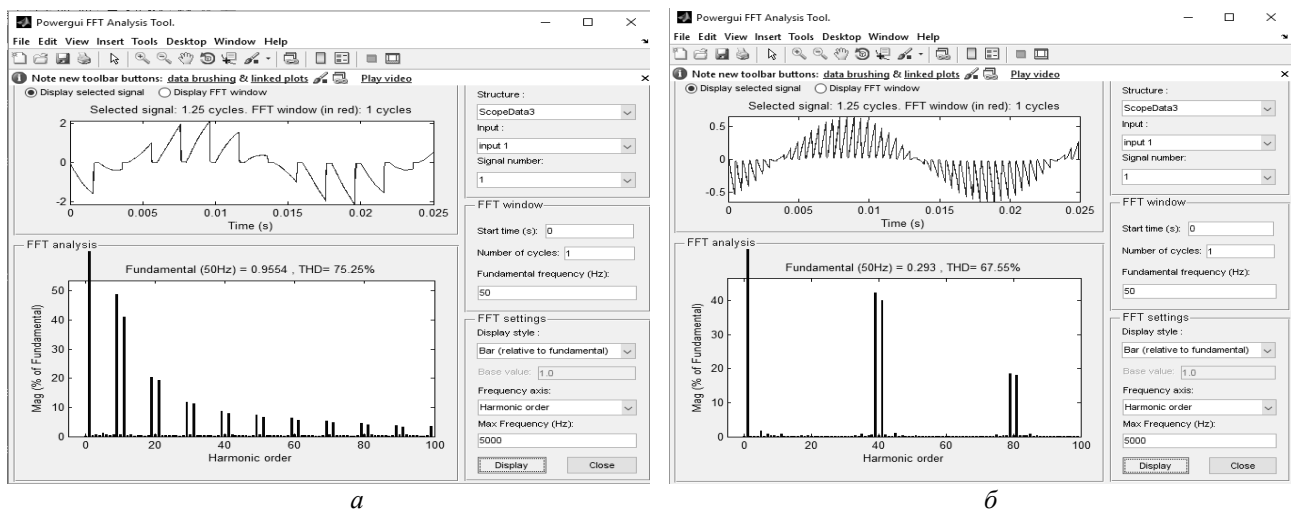 Powergui FFT Analysis Tool.
File Edit View Insert Tools Desktop Window Help
Note new toolbar buttons: data brushing & linked plots Play video
Display selected signal Display FFT window
Selected signal: 1.25 cycles. FFT window (in red): 1 cycles
2
0
-2
0 0.005 0.01 0.015 0.02 0.025
Time (s)
FFT analysis
Fundamental (50Hz) = 0.9554 , THD= 75.25%
Mag (% of Fundamental)
50
40
30
20
10
0
0 20 40 60 80 100
Harmonic order
Structure :
ScopeData3
Input :
input 1
Signal number:
1
FFT window
Start time (s): 0
Number of cycles: 1
Fundamental frequency (Hz):
50
FFT settings
Display style :
Bar (relative to fundamental)
Base value: 1.0
Frequency axis:
Harmonic order
Max Frequency (Hz):
5000
Display Close
а
Powergui FFT Analysis Tool.
File Edit View Insert Tools Desktop Window Help
Note new toolbar buttons: data brushing & linked plots Play video
Display selected signal Display FFT window
Selected signal: 1.25 cycles. FFT window (in red): 1 cycles
0.5
0
-0.5
0 0.005 0.01 0.015 0.02 0.025
Time (s)
FFT analysis
Fundamental (50Hz) = 0.293 , THD= 67.55%
Mag (% of Fundamental)
40
30
20
10
0
0 20 40 60 80 100
Harmonic order
Structure :
ScopeData3
Input :
input 1
Signal number:
1
FFT window
Start time (s): 0
Number of cycles: 1
Fundamental frequency (Hz):
50
FFT settings
Display style :
Bar (relative to fundamental)
Base value: 1.0
Frequency axis:
Harmonic order
Max Frequency (Hz):
5000
Display Close
б